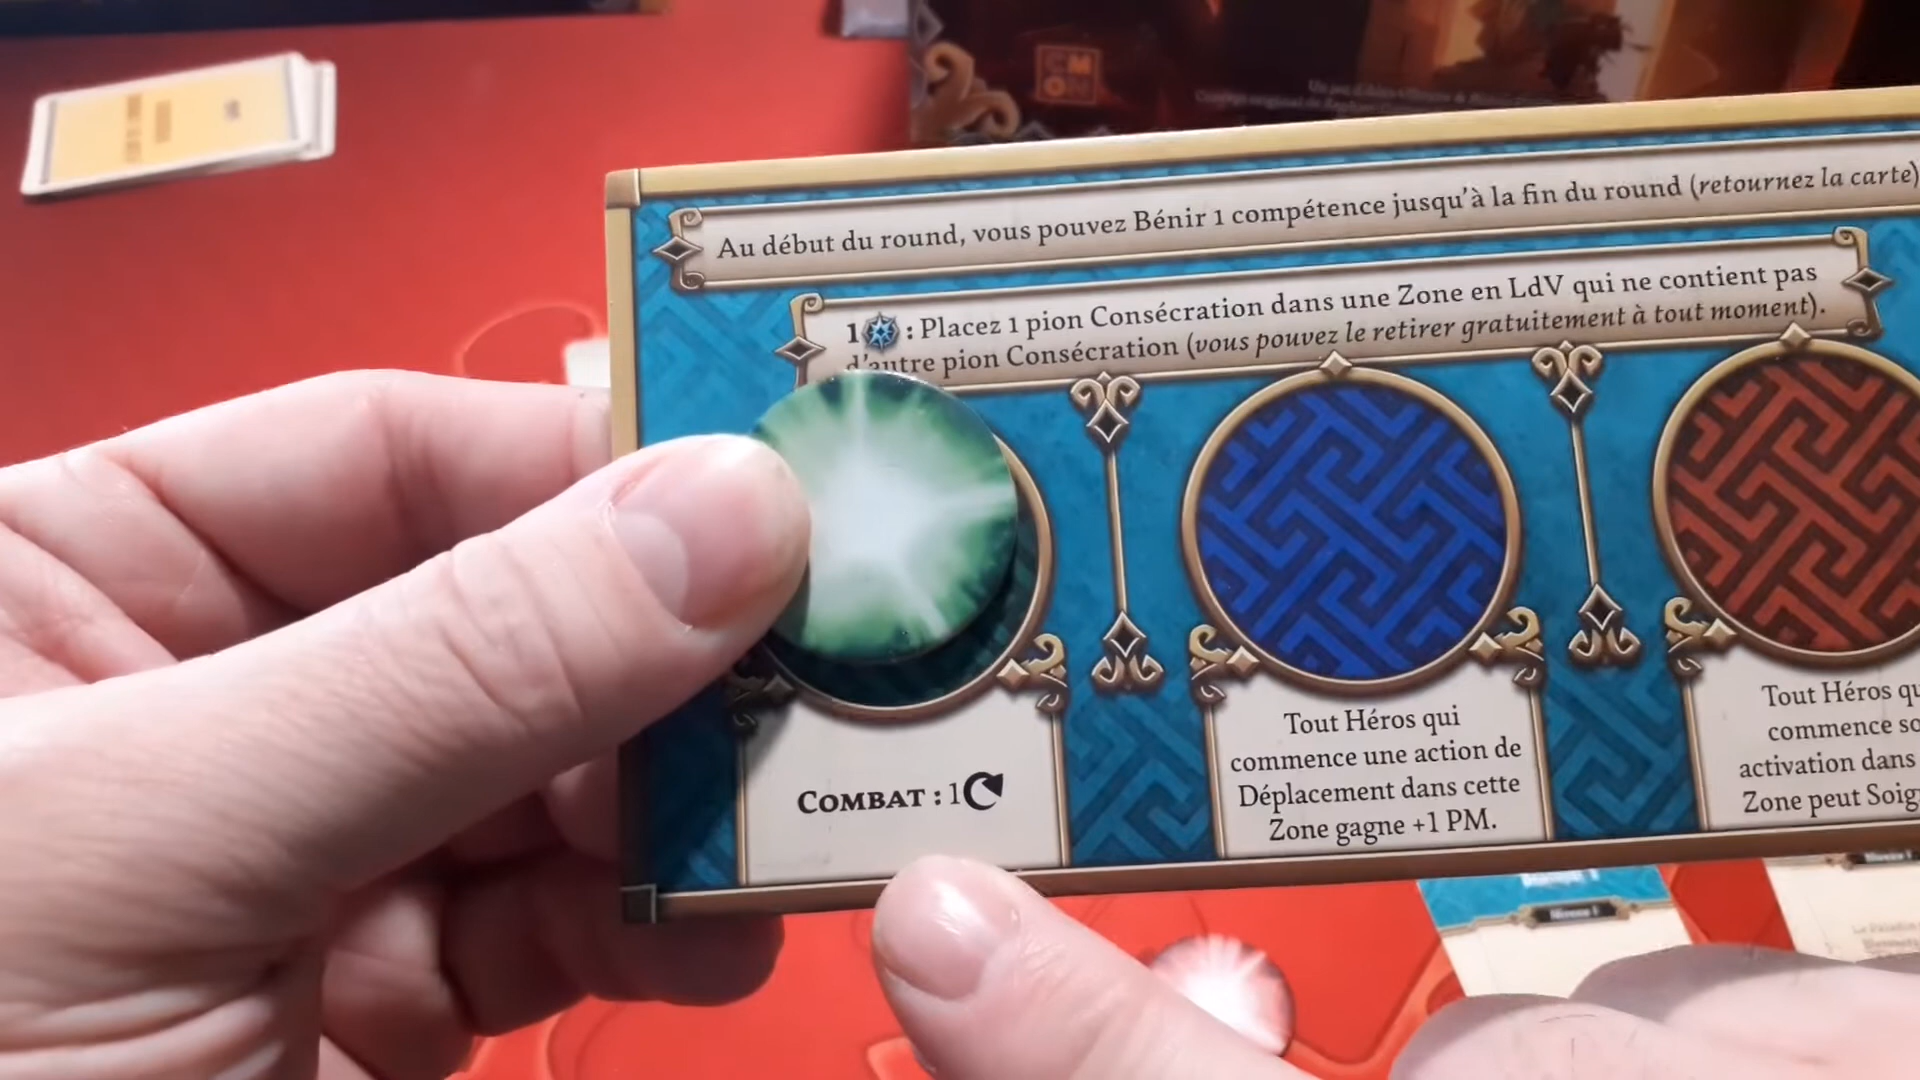 CMON
Au début du round, vous pouvez Bénir 1 compétence jusqu'à la fin du round (retournez la carte)
1 : Placez 1 pion Consécration dans une Zone en LdV qui ne contient pas
d'autre pion Consécration (vous pouvez le retirer gratuitement à tout moment).
COMBAT : 1
Tout Héros qui
commence une action de
Déplacement dans cette
Zone gagne +1 PM.
Tout Héros qu
commence so
activation dans
Zone peut Soig
Niveau 1